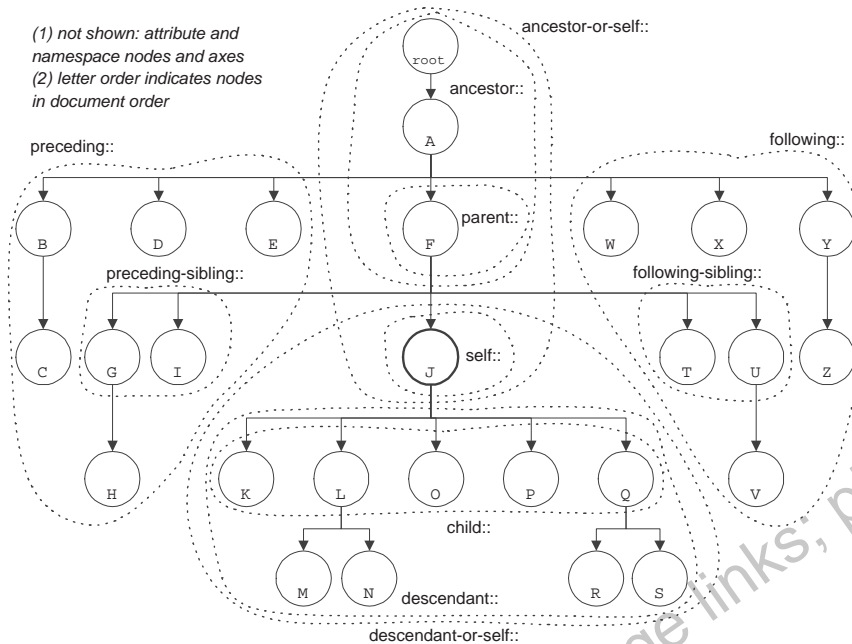 (1) not shown: attribute and
namespace nodes and axes
(2) letter order indicates nodes
in document order
ancestor-or-self::
root
ancestor::
A
preceding::
following::
B
D
E
parent::
F
W
X
Y
preceding-sibling::
following-sibling::
C
G
I
self::
J
T
U
Z
H
K
L
O
P
Q
V
child::
M
N
R
S
descendant::
descendant-or-self::
links;